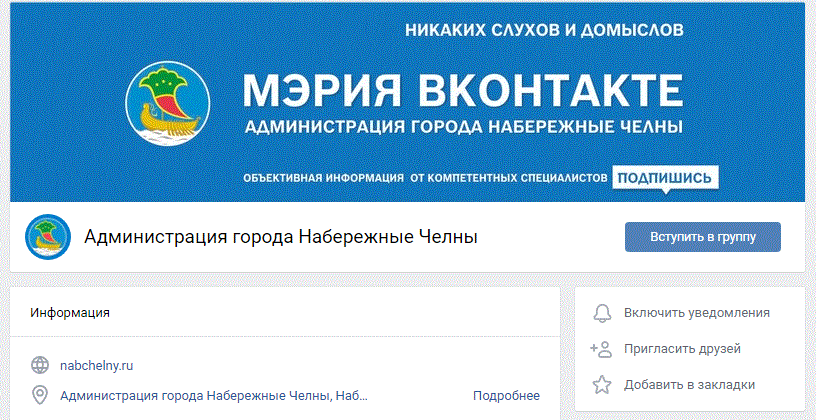 НИКАКИХ СЛУХОВ И ДОМЫСЛОВ
МЭРИЯ ВКОНТАКТЕ
АДМИНИСТРАЦИЯ ГОРОДА НАБЕРЕЖНЫЕ ЧЕЛНЫ
ОБЪЕКТИВНАЯ ИНФОРМАЦИЯ ОТ КОМПЕТЕНТНЫХ СПЕЦИАЛИСТОВ ПОДПИШИСЬ
Администрация города Набережные Челны
Вступить в группу
Информация
nabchelny.ru
Администрация города Набережные Челны, Наб... Подробнее
Включить уведомления
Пригласить друзей
Добавить в закладки